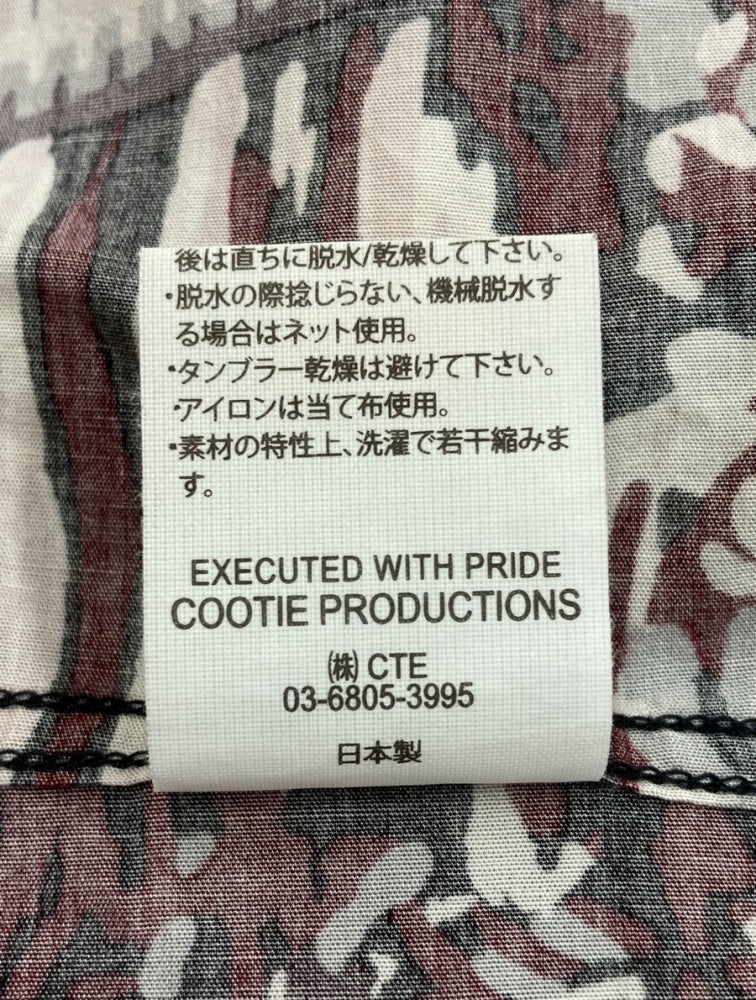 後は直ちに脱水/乾燥して下さい。
・脱水の際捻じらない、機械脱水す
る場合はネット使用。
・タンブラー乾燥は避けて下さい。
・アイロンは当て布使用。
・素材の特性上、洗濯で若干縮みま
す。
EXECUTED WITH PRIDE
COOTIE PRODUCTIONS
㈱ CTE
03-6805-3995
日本製